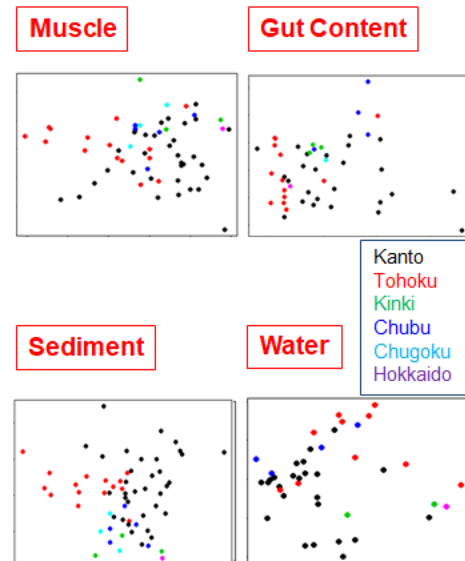 Muscle
Gut Content
Kanto
Tohoku
Kinki
Chubu
Chugoku
Hokkaido
Sediment
Water